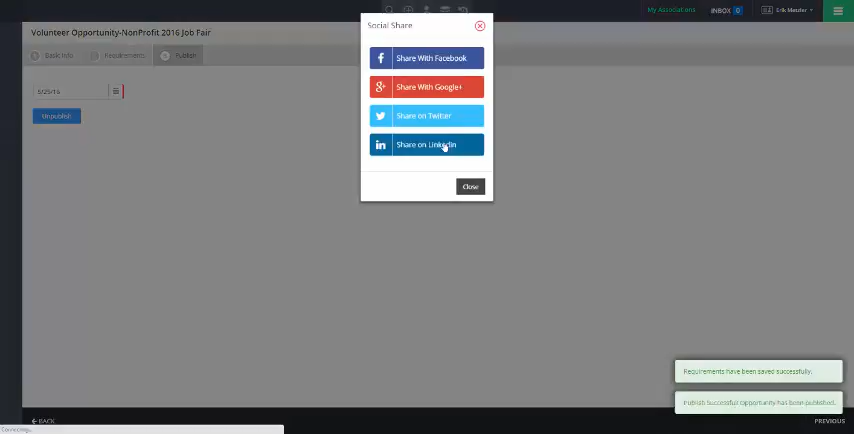 My Associations INBOX 0 Erik Metzler
Volunteer Opportunity-NonProfit 2016 Job Fair
Basic Info Requirements Publish
6/29/16
Unpublish
Social Share
f Share With Facebook
g+ Share With Google+
Share on Twitter
in Share on LinkedIn
Close
Requirements have been saved successfully.
Publish Successful! Opportunity has been published.
BACK
PREVIOUS
Connecting...